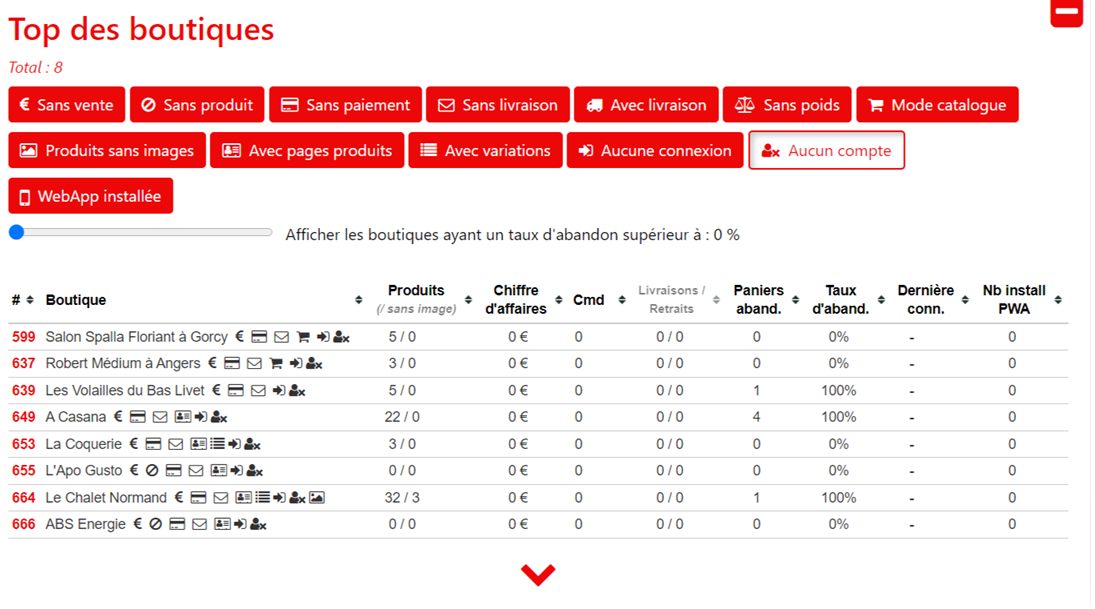 Top des boutiques
Total : 8
€ Sans vente Sans produit Sans paiement Sans livraison Avec livraison Sans poids Mode catalogue
Produits sans images Avec pages produits Avec variations Aucune connexion Aucun compte
WebApp installée
Afficher les boutiques ayant un taux d'abandon supérieur à : 0 %
# Boutique Produits (/ sans image) Chiffre d'affaires Cmd Livraisons / Retraits Paniers aband. Taux d'aband. Dernière conn. Nb install PWA
599 Salon Spalla Floriant à Gorcy € 5 / 0 0 € 0 0 / 0 0 0% - 0
637 Robert Médium à Angers € 3 / 0 0 € 0 0 / 0 0 0% - 0
639 Les Volailles du Bas Livet € 5 / 0 0 € 0 0 / 0 1 100% - 0
649 A Casana € 22 / 0 0 € 0 0 / 0 4 100% - 0
653 La Coquerie € 3 / 0 0 € 0 0 / 0 0 0% - 0
655 L'Apo Gusto € 0 / 0 0 € 0 0 / 0 0 0% - 0
664 Le Chalet Normand € 32 / 3 0 € 0 0 / 0 1 100% - 0
666 ABS Energie € 0 / 0 0 € 0 0 / 0 0 0% - 0